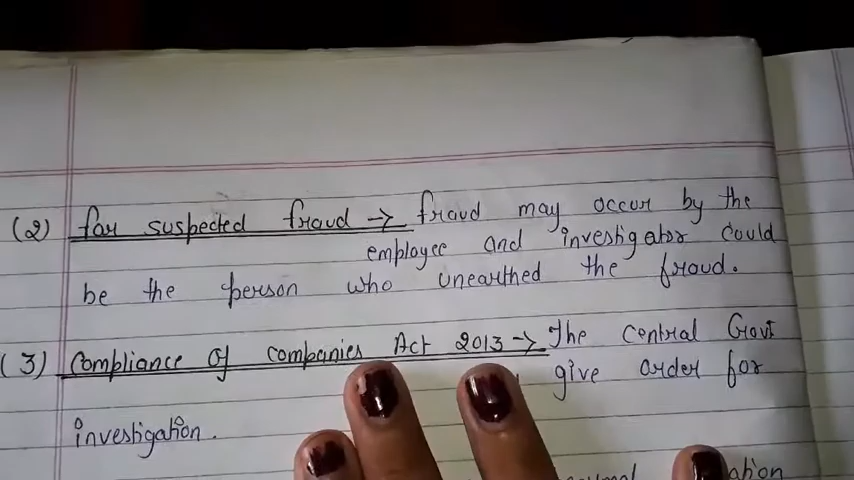 (2) for suspected fraud → fraud may occur by the
employee and investigator could
be the person who unearthed the fraud.
(3) Compliance of companies Act 2013 → The central Govt
give order for
investigation.